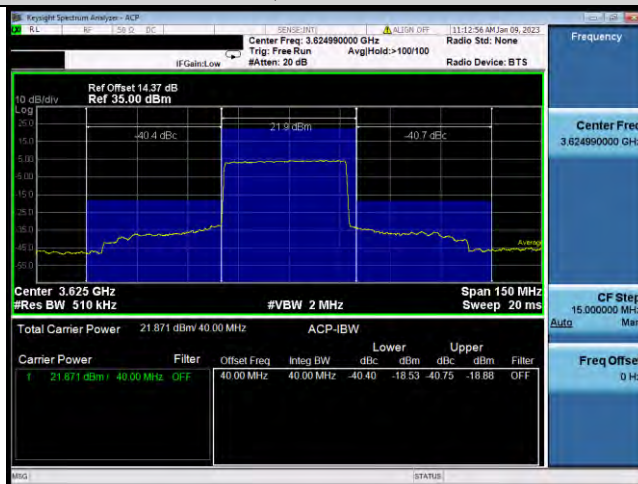 Keysight Spectrum Analyzer - ACP
RL RF 50 Ω DC SENSE:INT ALIGN OFF 11:12:56 AM Jan 09, 2023
Center Freq: 3.624990000 GHz Radio Std: None
Trig: Free Run Avg|Hold:>100/100
IFGain:Low #Atten: 20 dB Radio Device: BTS
Frequency
Ref Offset 14.37 dB
10 dB/div Ref 35.00 dBm
Log
25.0
15.0
5.00
-5.00
-15.0
-25.0
-35.0
-45.0
-55.0
-40.4 dBc 21.9 dBm -40.7 dBc
Average
Center 3.625 GHz Span 150 MHz
#Res BW 510 kHz #VBW 2 MHz Sweep 20 ms
Total Carrier Power 21.871 dBm/ 40.00 MHz ACP-IBW
Lower Upper
Carrier Power Filter Offset Freq Integ BW dBc dBm dBc dBm Filter
1 21.871 dBm / 40.00 MHz OFF 40.00 MHz 40.00 MHz -40.40 -18.53 -40.75 -18.88 OFF
Center Freq
3.624990000 GHz
CF Step
15.000000 MHz
Auto Man
Freq Offset
0 Hz
MSG STATUS